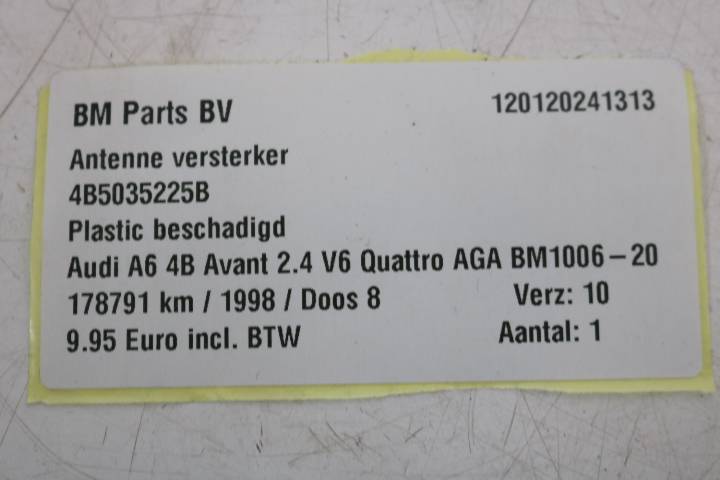 BM Parts BV 120120241313
Antenne versterker
4B5035225B
Plastic beschadigd
Audi A6 4B Avant 2.4 V6 Quattro AGA BM1006-20
178791 km / 1998 / Doos 8 Verz: 10
9.95 Euro incl. BTW Aantal: 1